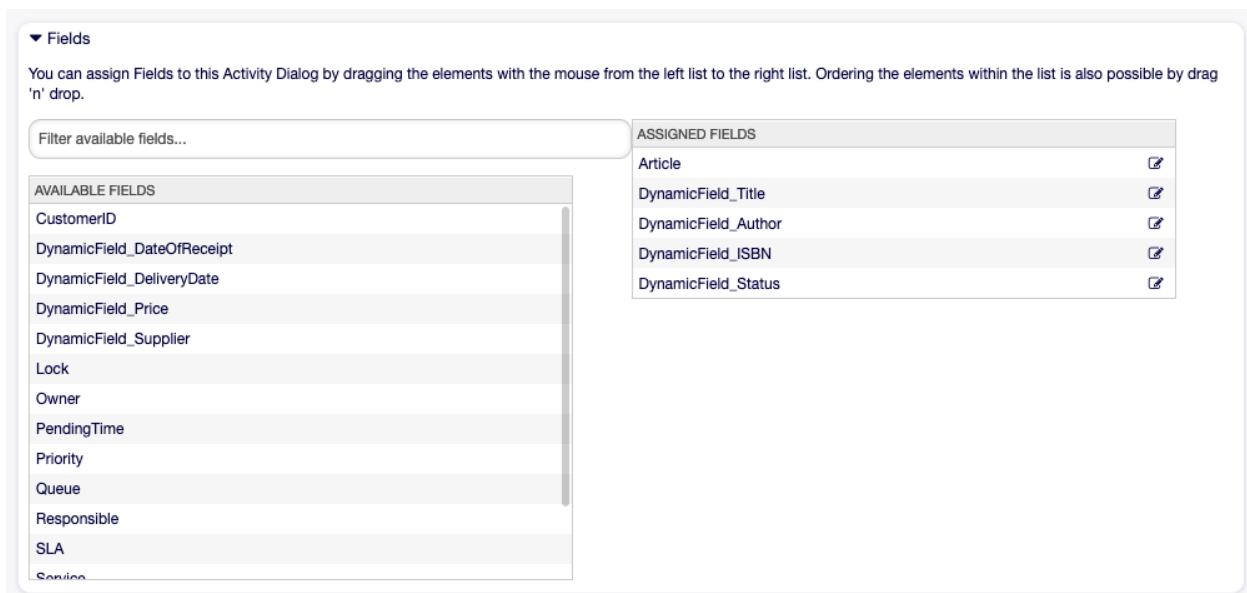 Fields
You can assign Fields to this Activity Dialog by dragging the elements with the mouse from the left list to the right list. Ordering the elements within the list is also possible by drag
'n' drop.
Filter available fields...
AVAILABLE FIELDS
CustomerID
DynamicField_DateOfReceipt
DynamicField_DeliveryDate
DynamicField_Price
DynamicField_Supplier
Lock
Owner
PendingTime
Priority
Queue
Responsible
SLA
Service
ASSIGNED FIELDS
Article
DynamicField_Title
DynamicField_Author
DynamicField_ISBN
DynamicField_Status